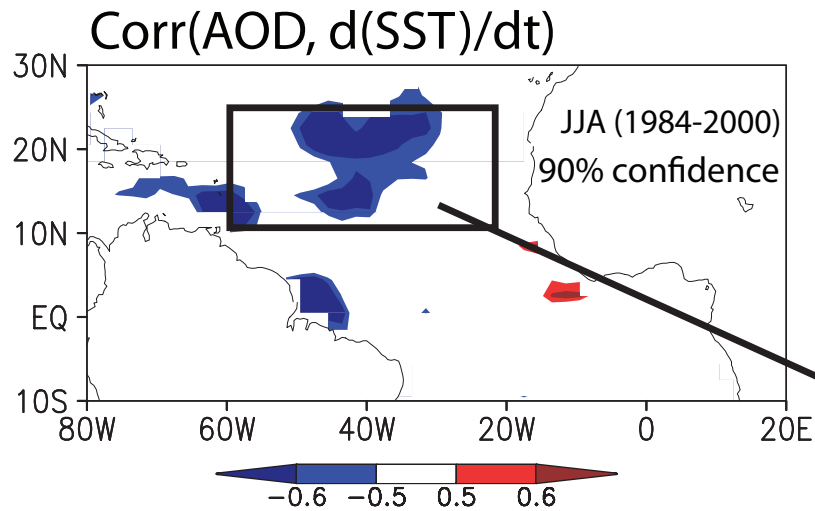 Corr(AOD, d(SST)/dt)
30N
JJA (1984-2000)
20N
90% confidence
10N
EQ
10S
80W 60W 40W 20W 0 20E
−0.6 −0.5 0.5 0.6